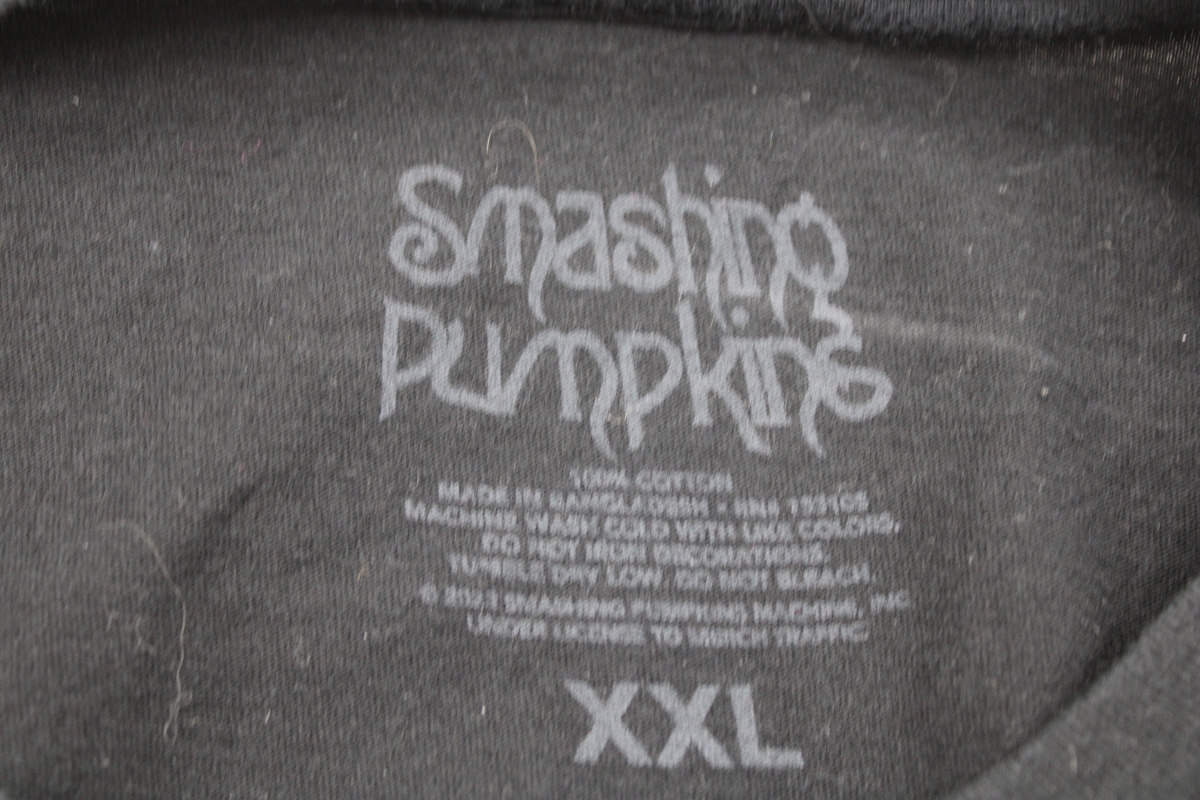 Smashing
Pumpkins
100% COTTON
MADE IN BANGLADESH •
MACHINE WASH COLD WITH LIKE COLORS.
DO NOT IRON DECORATIONS.
TUMBLE DRY LOW. DO NOT BLEACH.
© SMASHING PUMPKINS MACHINE, INC
UNDER LICENSE TO MERCH TRAFFIC
XXL